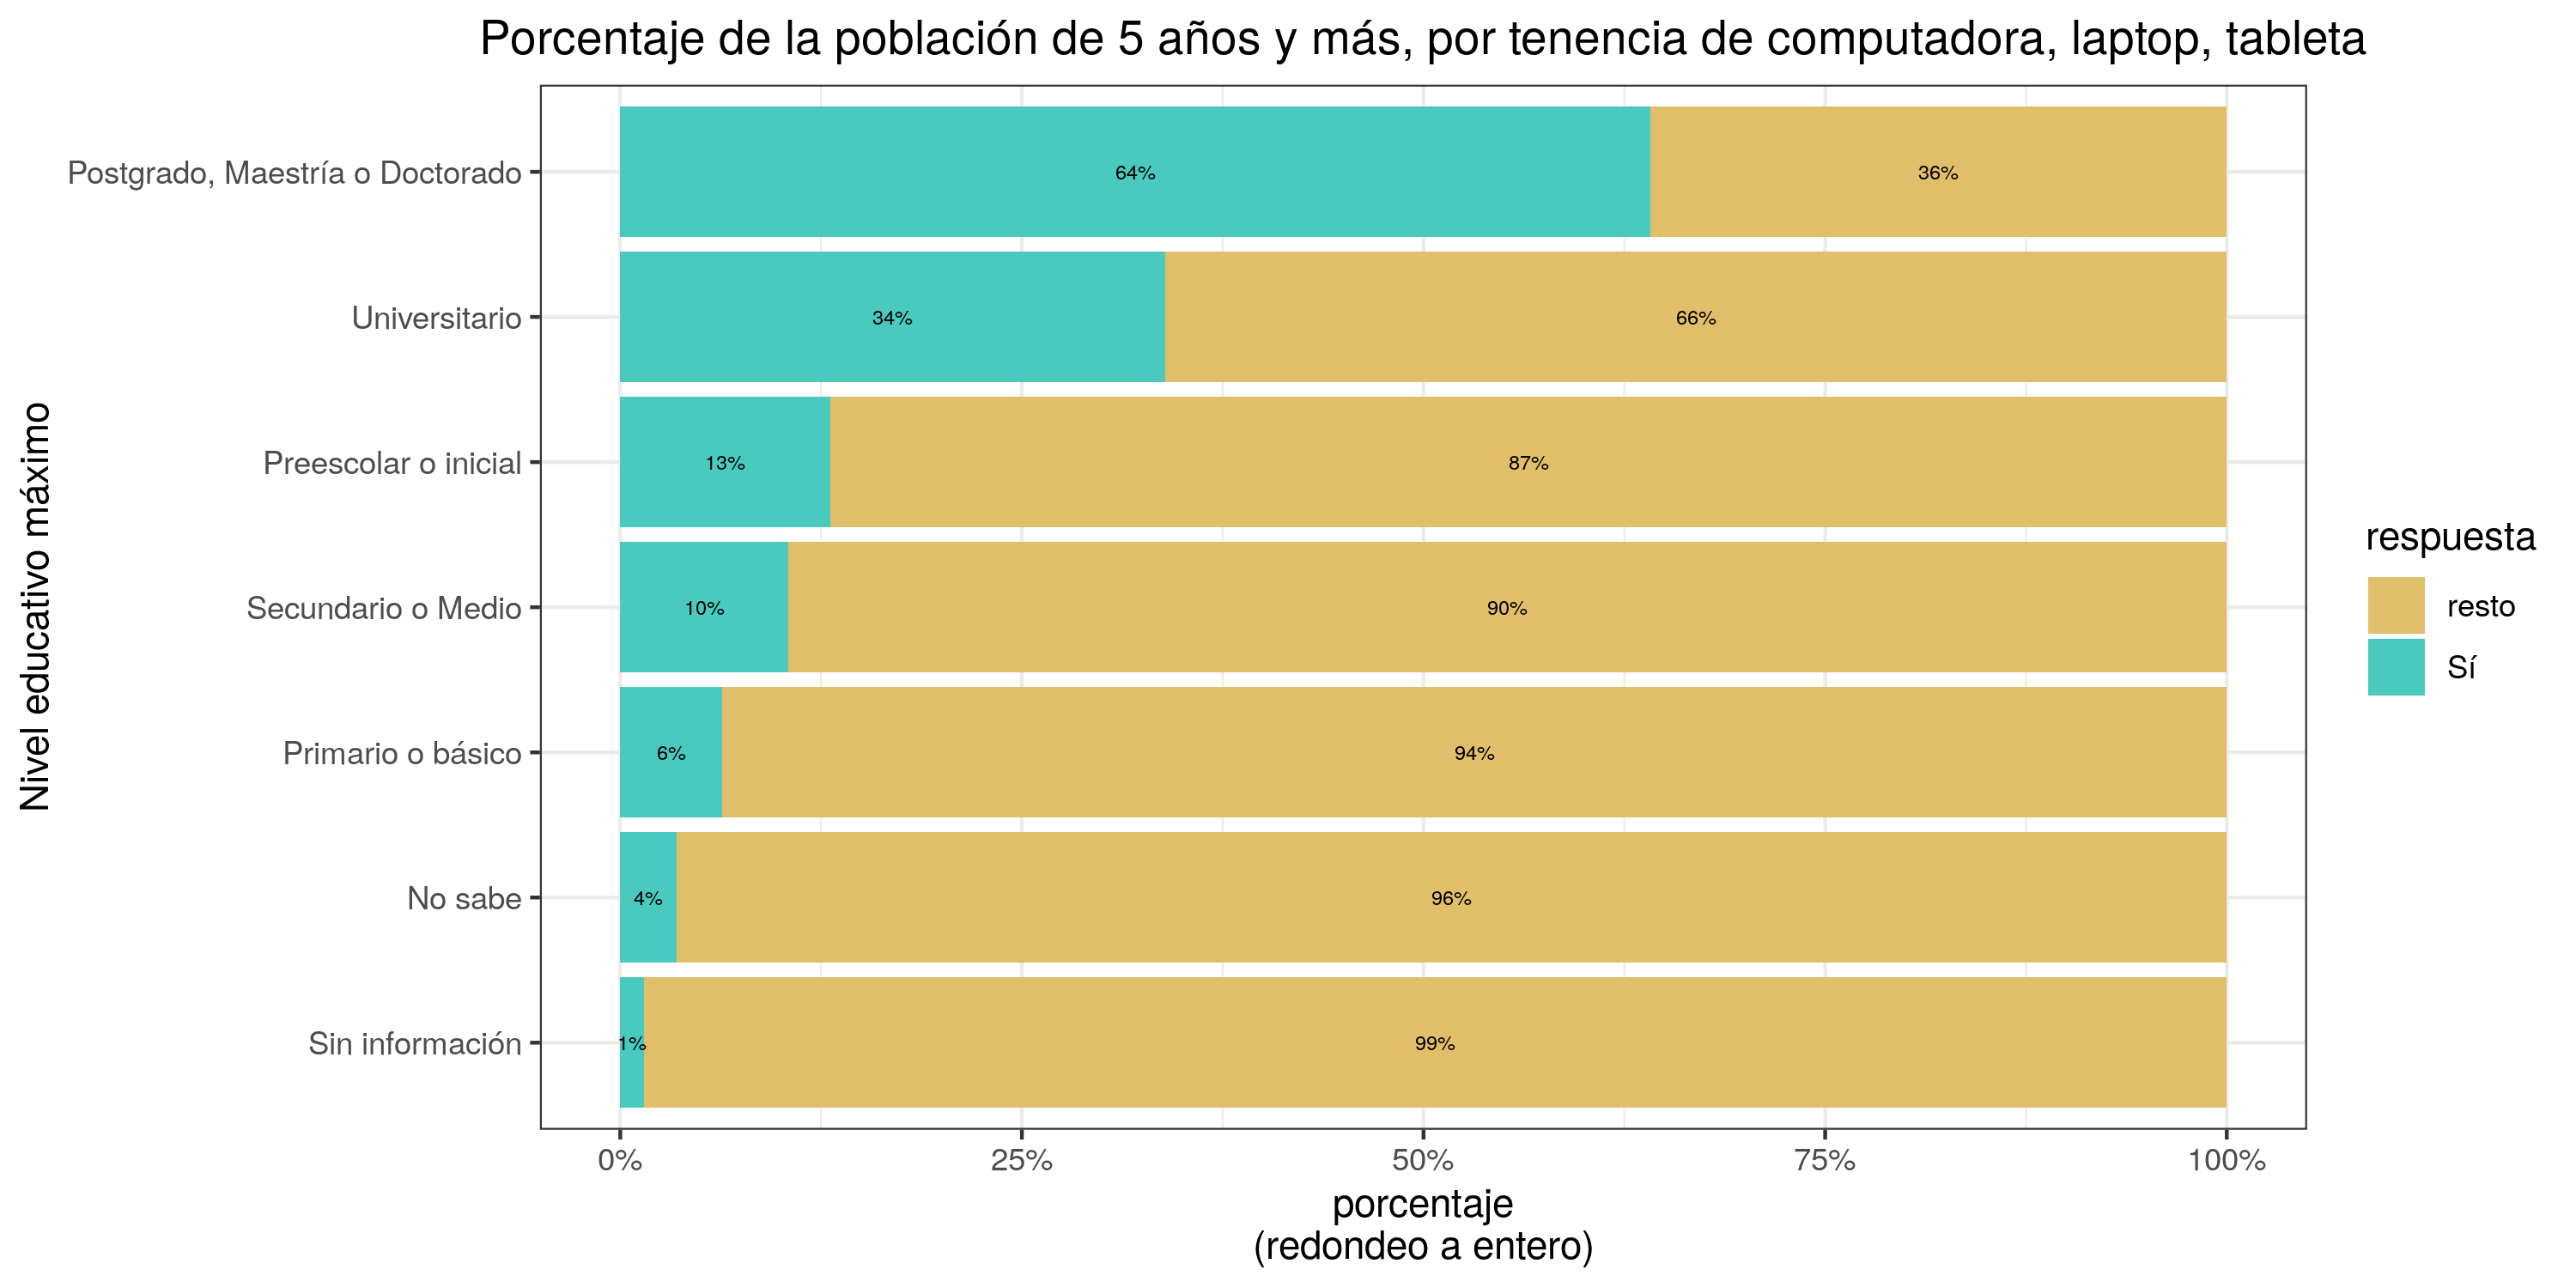 Porcentaje de la población de 5 años y más, por tenencia de computadora, laptop, tableta
Nivel educativo máximo
Postgrado, Maestría o Doctorado
64%
36%
Universitario
34%
66%
Preescolar o inicial
13%
87%
Secundario o Medio
10%
90%
Primario o básico
6%
94%
No sabe
4%
96%
Sin información
1%
99%
0%
25%
50%
75%
100%
porcentaje
(redondeo a entero)
respuesta
resto
Sí